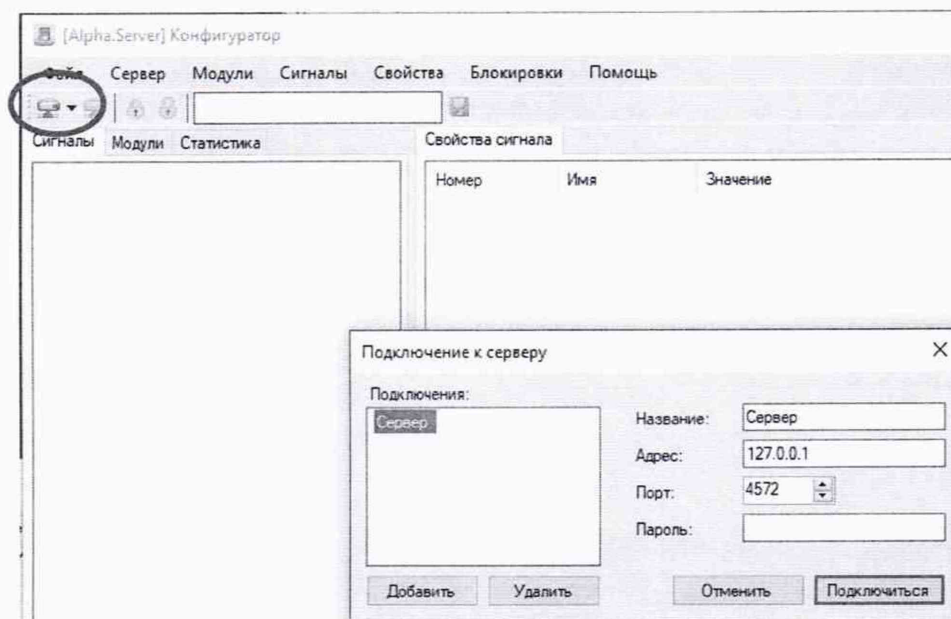 [Alpha.Server] Конфигуратор
Файл Сервер Модули Сигналы Свойства Блокировки Помощь
Сигналы Модули Статистика
Свойства сигнала
Номер Имя Значение
Подключение к серверу
Подключения:
Сервер
Название: Сервер
Адрес: 127.0.0.1
Порт: 4572
Пароль:
Добавить Удалить Отменить Подключиться